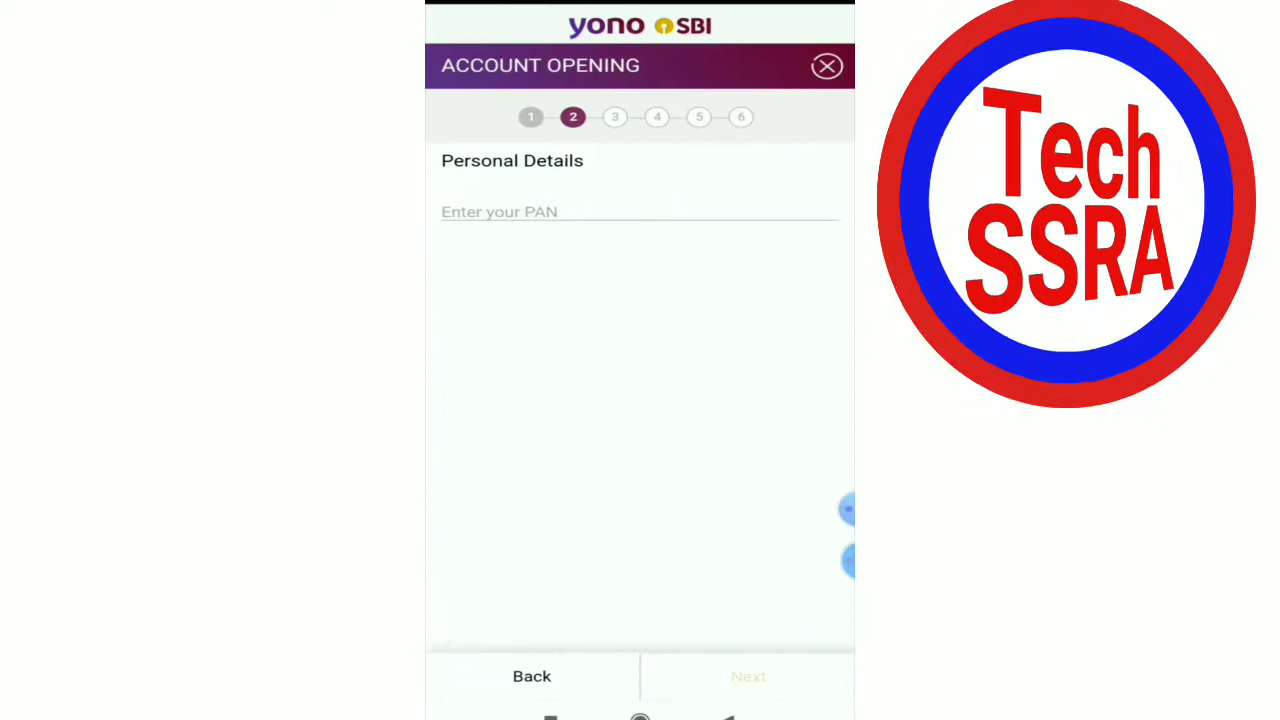 yono SBI
ACCOUNT OPENING
1 2 3 4 5 6
Personal Details
Enter your PAN
Back
Next
Tech
SSRA